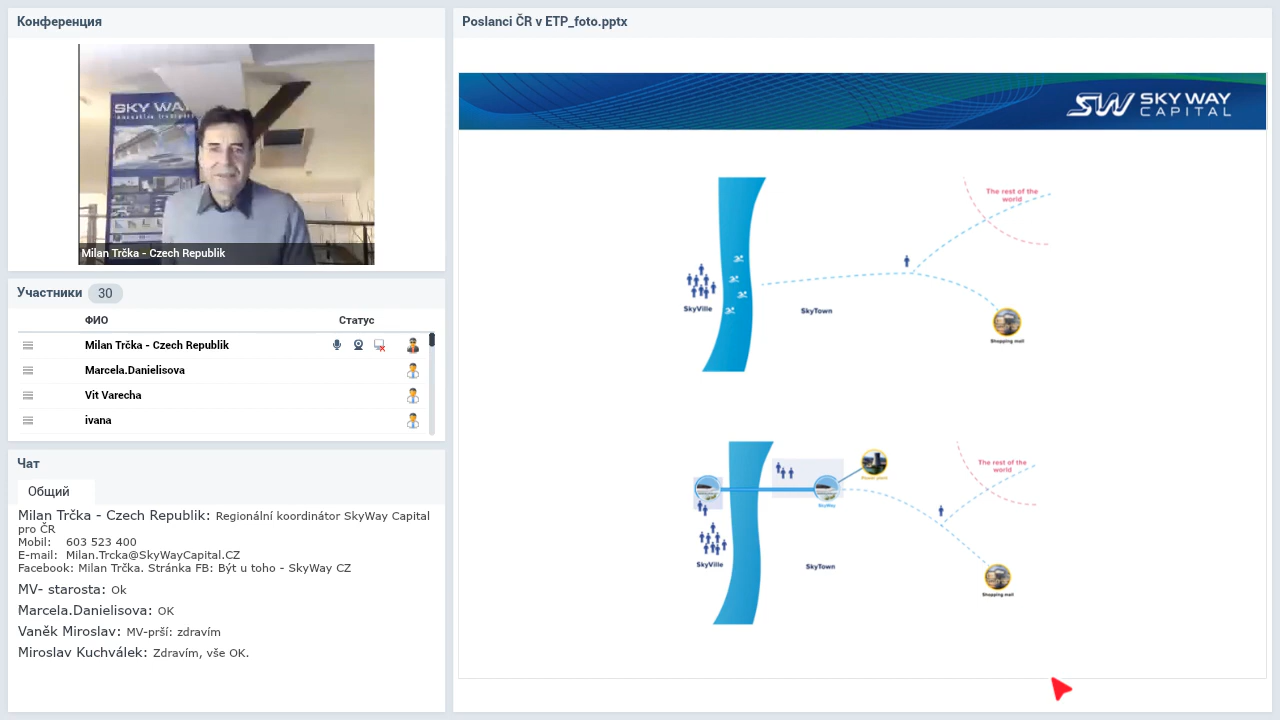 Конференция
SKY WAY
Milan Trčka - Czech Republik
Участники 30
ФИО Статус
Milan Trčka - Czech Republik
Marcela.Danielisova
Vit Varecha
ivana
Чат
Общий
Milan Trčka - Czech Republik: Regionální koordinátor SkyWay Capital
pro ČR
Mobil: 603 523 400
E-mail: Milan.Trcka@SkyWayCapital.CZ
Facebook: Milan Trčka. Stránka FB: Být u toho - SkyWay CZ
MV- starosta: Ok
Marcela.Danielisova: OK
Vaněk Miroslav: MV-prší: zdravím
Miroslav Kuchválek: Zdravím, vše OK.
Poslanci ČR v ETP_foto.pptx
SW SKY WAY
CAPITAL
The rest of the
world
SkyVille
SkyTown
Shopping mall
The rest of the
world
Power plant
SkyWay
SkyVille
SkyTown
Shopping mall